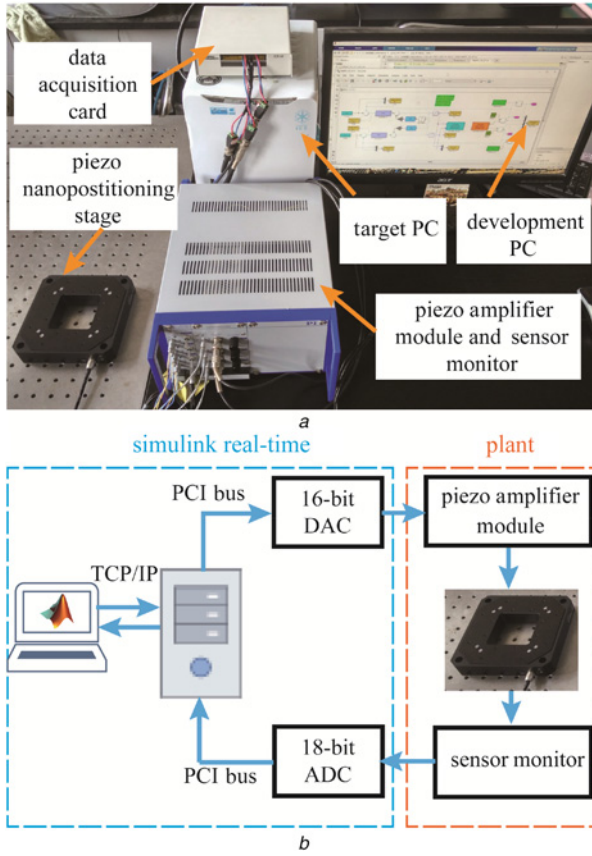 data
acquisition
card
piezo
nanopostitioning
stage
target PC
development
PC
piezo amplifier
module and sensor
monitor
a
simulink real-time
plant
PCI bus
16-bit
DAC
piezo amplifier
module
TCP/IP
18-bit
ADC
sensor monitor
PCI bus
b